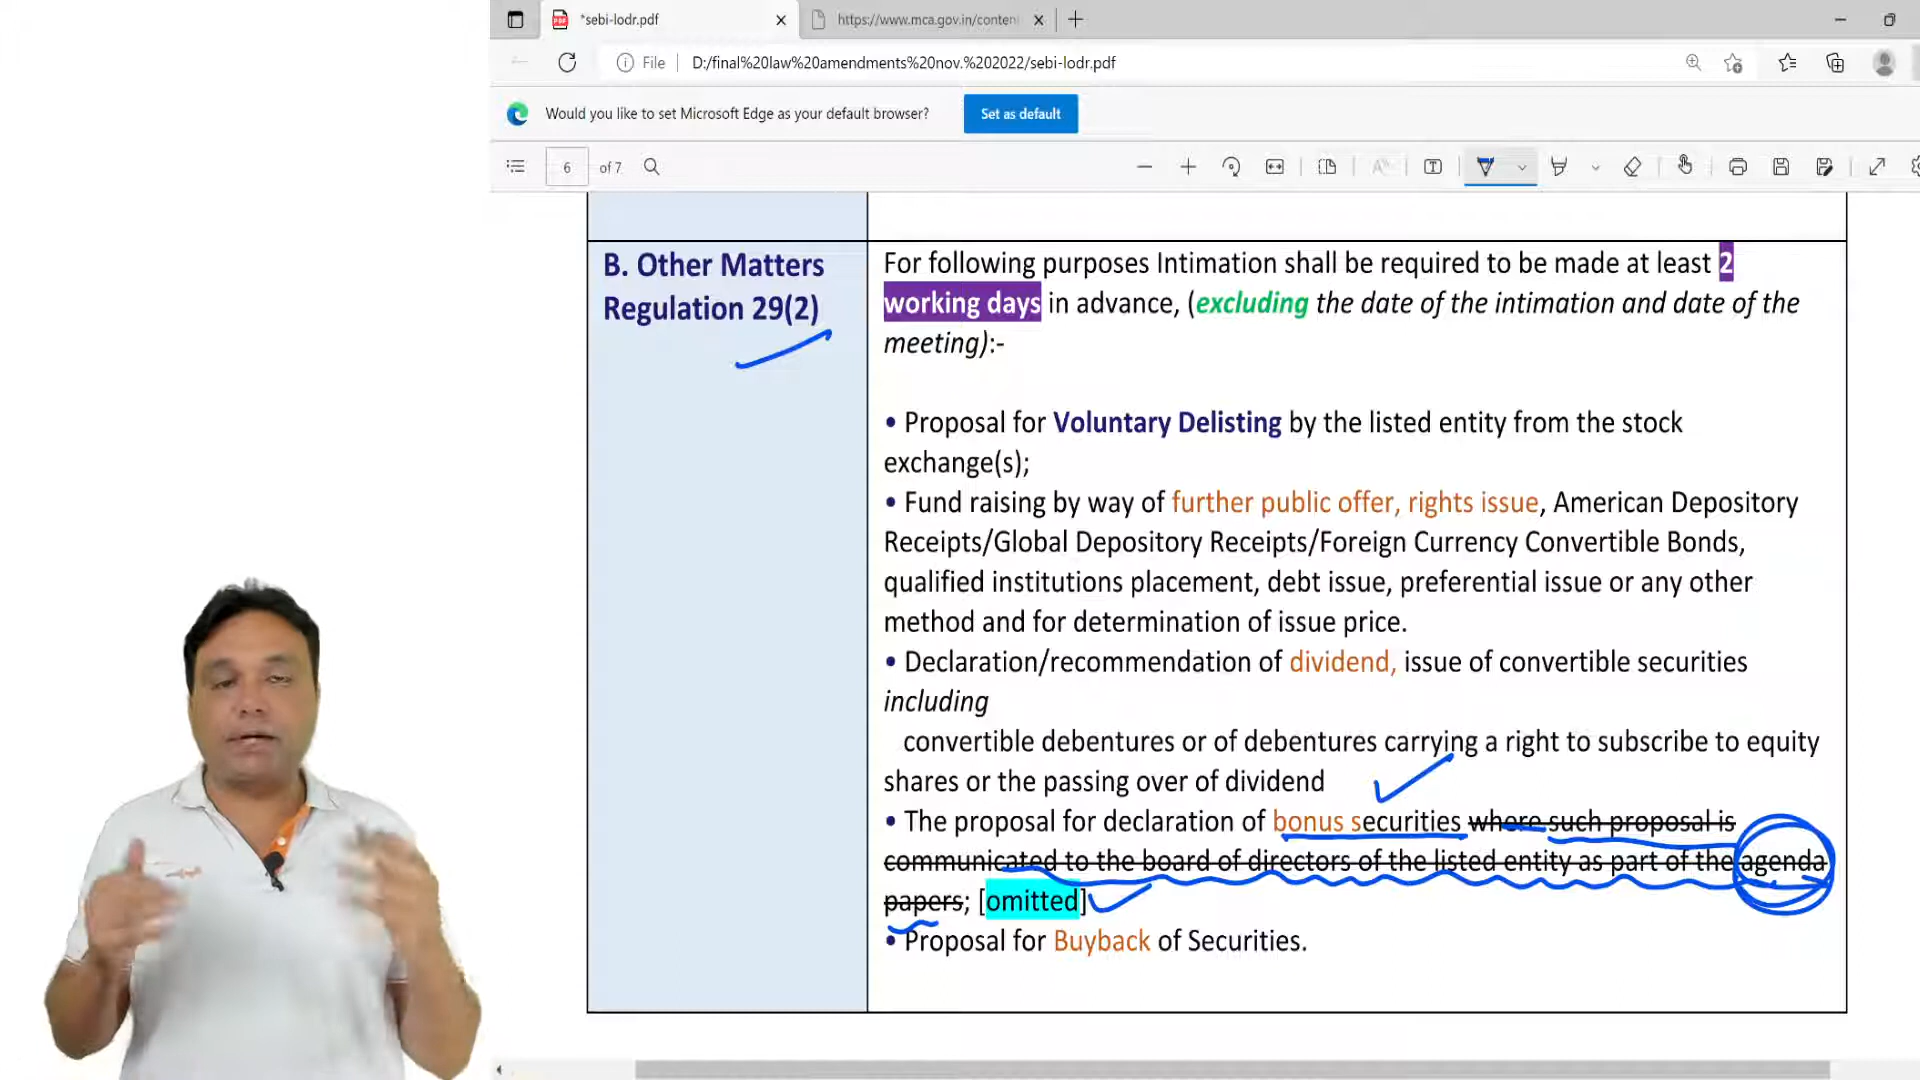 *sebi-lodr.pdf
https://www.mca.gov.in/conten
File
D:/final%20law%20amendments%20nov.%202022/sebi-lodr.pdf
Would you like to set Microsoft Edge as your default browser?
Set as default
6 of 7
B. Other Matters
Regulation 29(2)
For following purposes Intimation shall be required to be made at least 2
working days in advance, (excluding the date of the intimation and date of the
meeting):-
• Proposal for Voluntary Delisting by the listed entity from the stock
exchange(s);
• Fund raising by way of further public offer, rights issue, American Depository
Receipts/Global Depository Receipts/Foreign Currency Convertible Bonds,
qualified institutions placement, debt issue, preferential issue or any other
method and for determination of issue price.
• Declaration/recommendation of dividend, issue of convertible securities
including
convertible debentures or of debentures carrying a right to subscribe to equity
shares or the passing over of dividend
• The proposal for declaration of bonus securities where such proposal is
communicated to the board of directors of the listed entity as part of the agenda
papers; [omitted]
• Proposal for Buyback of Securities.